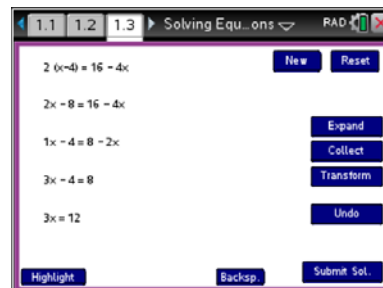 1.1 1.2 1.3 Solving Equ...ons RAD
New Reset
2 (x-4) = 16 - 4x
2x - 8 = 16 - 4x
Expand
1x - 4 = 8 - 2x
Collect
3x - 4 = 8
Transform
3x = 12
Undo
Highlight Backsp. Submit Sol.